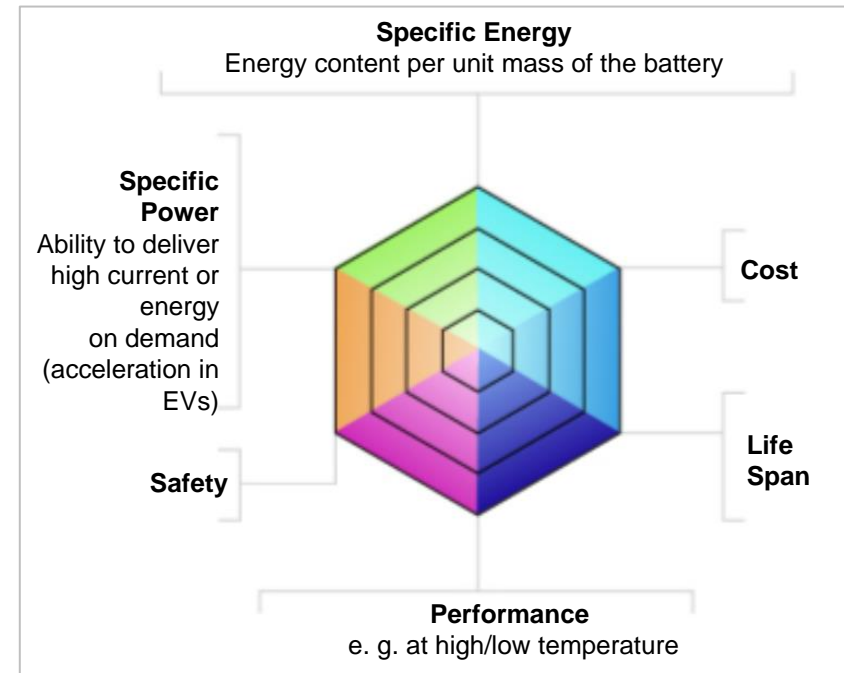 Specific Energy
Energy content per unit mass of the battery
Specific
Power
Ability to deliver
high current or
energy
on demand
(acceleration in
EVs)
Cost
Life
Span
Safety
Performance
e. g. at high/low temperature